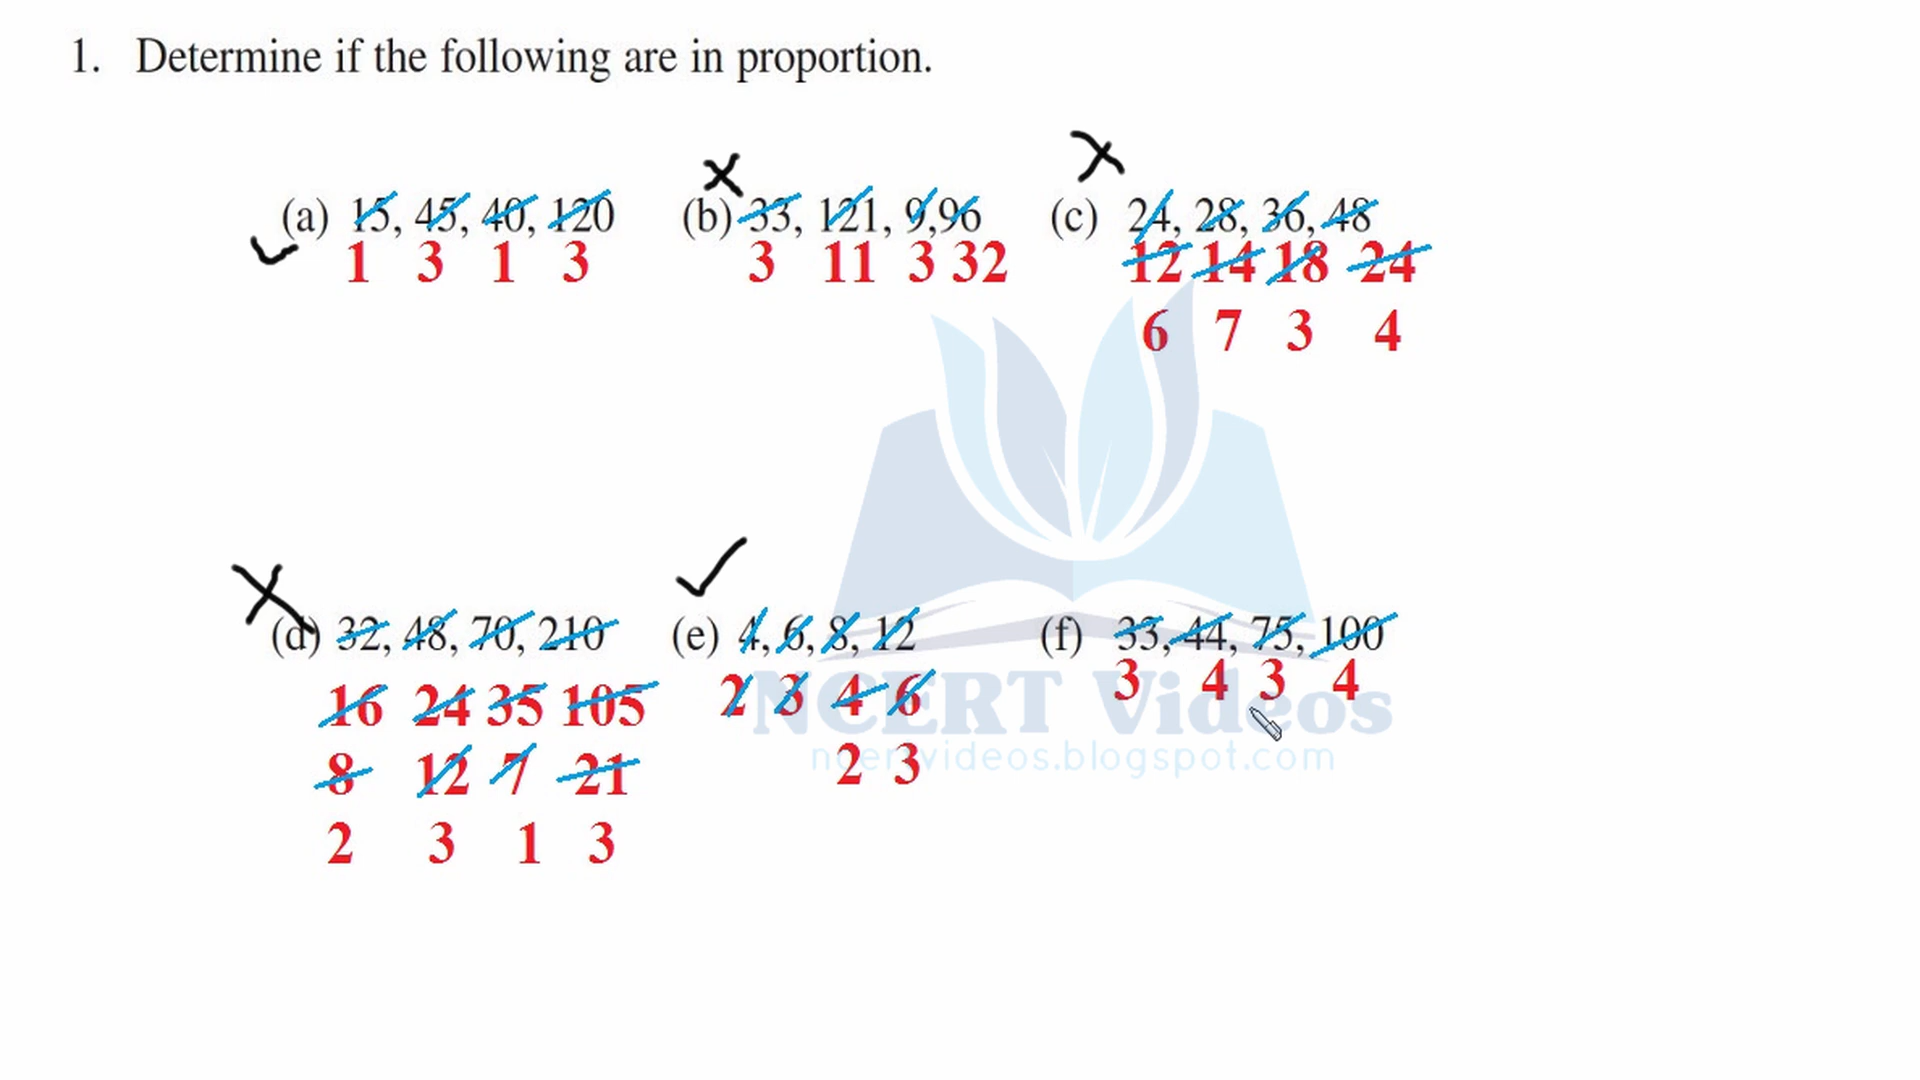 1. Determine if the following are in proportion.
(a) 15, 45, 40, 120 (b) 33, 121, 9,96 (c) 24, 28, 36, 48
1 3 1 3 3 11 3 32 12 14 18 24
6 7 3 4
(d) 32, 48, 70, 210 (e) 4, 6, 8, 12 (f) 33, 44, 75, 100
16 24 35 105 2 3 4 6 3 4 3 4
NCERT Videos
8 12 7 21 2 3
ncertvideos.blogspot.com
2 3 1 3